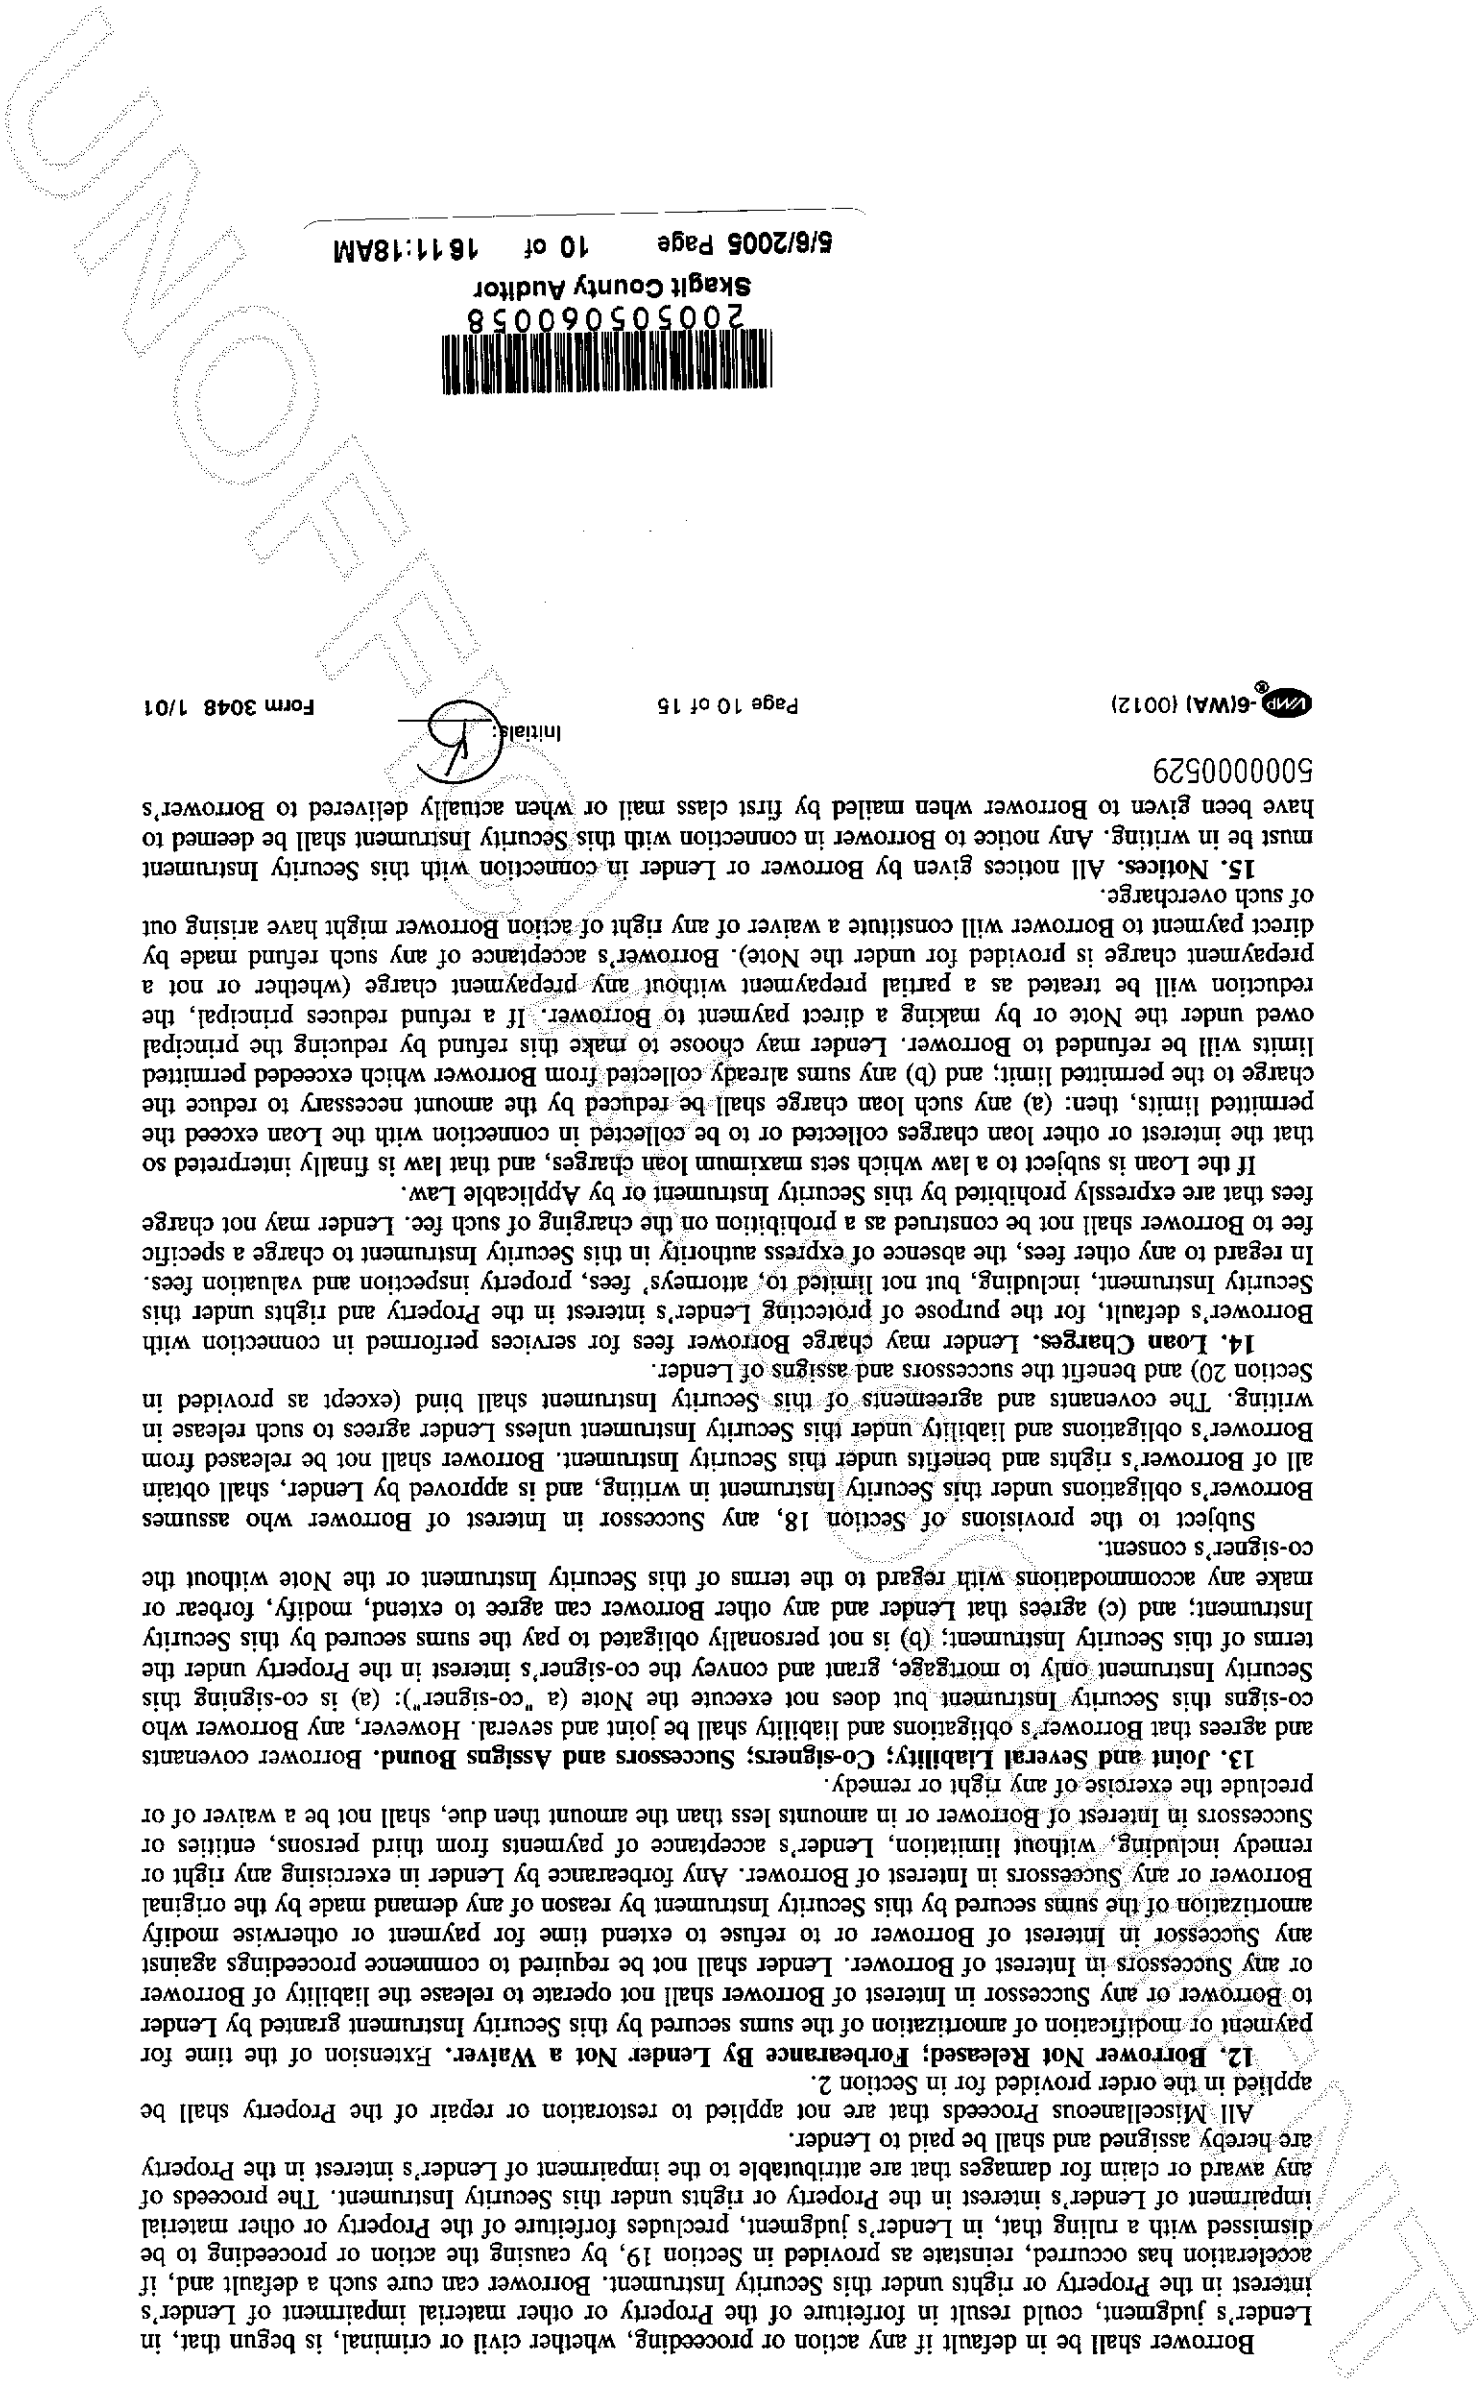 Borrower shall be in default if any action or proceeding, whether civil or criminal, is begun that, in
Lender's judgment, could result in forfeiture of the Property or other material impairment of Lender's
interest in the Property or rights under this Security Instrument. Borrower can cure such a default and, if
acceleration has occurred, reinstate as provided in Section 19, by causing the action or proceeding to be
dismissed with a ruling that, in Lender's judgment, precludes forfeiture of the Property or other material
impairment of Lender's interest in the Property or rights under this Security Instrument. The proceeds of
any award or claim for damages that are attributable to the impairment of Lender's interest in the Property
are hereby assigned and shall be paid to Lender.
All Miscellaneous Proceeds that are not applied to restoration or repair of the Property shall be
applied in the order provided for in Section 2.
12. Borrower Not Released; Forbearance By Lender Not a Waiver. Extension of the time for
payment or modification of amortization of the sums secured by this Security Instrument granted by Lender
to Borrower or any Successor in Interest of Borrower shall not operate to release the liability of Borrower
or any Successors in Interest of Borrower. Lender shall not be required to commence proceedings against
any Successor in Interest of Borrower or to refuse to extend time for payment or otherwise modify
amortization of the sums secured by this Security Instrument by reason of any demand made by the original
Borrower or any Successors in Interest of Borrower. Any forbearance by Lender in exercising any right or
remedy including, without limitation, Lender's acceptance of payments from third persons, entities or
Successors in Interest of Borrower or in amounts less than the amount then due, shall not be a waiver of or
preclude the exercise of any right or remedy.
13. Joint and Several Liability; Co-signers; Successors and Assigns Bound. Borrower covenants
and agrees that Borrower's obligations and liability shall be joint and several. However, any Borrower who
co-signs this Security Instrument but does not execute the Note (a "co-signer"): (a) is co-signing this
Security Instrument only to mortgage, grant and convey the co-signer's interest in the Property under the
terms of this Security Instrument; (b) is not personally obligated to pay the sums secured by this Security
Instrument; and (c) agrees that Lender and any other Borrower can agree to extend, modify, forbear or
make any accommodations with regard to the terms of this Security Instrument or the Note without the
co-signer's consent.
Subject to the provisions of Section 18, any Successor in Interest of Borrower who assumes
Borrower's obligations under this Security Instrument in writing, and is approved by Lender, shall obtain
all of Borrower's rights and benefits under this Security Instrument. Borrower shall not be released from
Borrower's obligations and liability under this Security Instrument unless Lender agrees to such release in
writing. The covenants and agreements of this Security Instrument shall bind (except as provided in
Section 20) and benefit the successors and assigns of Lender.
14. Loan Charges. Lender may charge Borrower fees for services performed in connection with
Borrower's default, for the purpose of protecting Lender's interest in the Property and rights under this
Security Instrument, including, but not limited to, attorneys' fees, property inspection and valuation fees.
In regard to any other fees, the absence of express authority in this Security Instrument to charge a specific
fee to Borrower shall not be construed as a prohibition on the charging of such fee. Lender may not charge
fees that are expressly prohibited by this Security Instrument or by Applicable Law.
If the Loan is subject to a law which sets maximum loan charges, and that law is finally interpreted so
that the interest or other loan charges collected or to be collected in connection with the Loan exceed the
permitted limits, then: (a) any such loan charge shall be reduced by the amount necessary to reduce the
charge to the permitted limit; and (b) any sums already collected from Borrower which exceeded permitted
limits will be refunded to Borrower. Lender may choose to make this refund by reducing the principal
owed under the Note or by making a direct payment to Borrower. If a refund reduces principal, the
reduction will be treated as a partial prepayment without any prepayment charge (whether or not a
prepayment charge is provided for under the Note). Borrower's acceptance of any such refund made by
direct payment to Borrower will constitute a waiver of any right of action Borrower might have arising out
of such overcharge.
15. Notices. All notices given by Borrower or Lender in connection with this Security Instrument
must be in writing. Any notice to Borrower in connection with this Security Instrument shall be deemed to
have been given to Borrower when mailed by first class mail or when actually delivered to Borrower's
5000000529
Initials:
VMP®-6(WA) (0012) Page 10 of 15 Form 3048 1/01
200505060058
Skagit County Auditor
5/6/2005 Page 10 of 16 11:18AM
UNOFFICIAL DOCUMENT